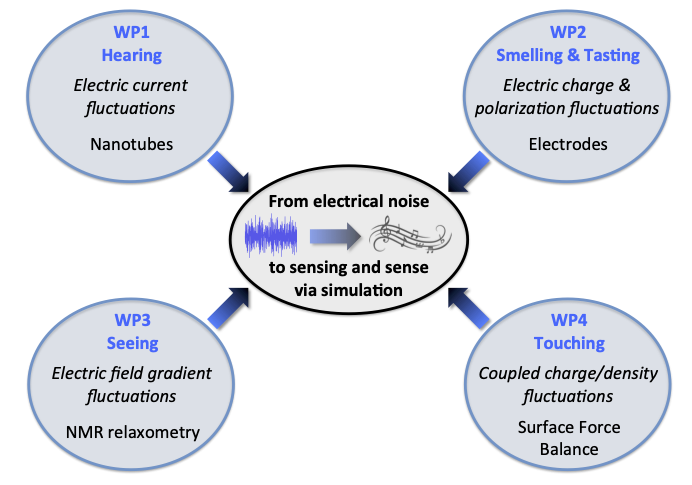 WP1
Hearing
Electric current
fluctuations
Nanotubes
WP2
Smelling & Tasting
Electric charge &
polarization fluctuations
Electrodes
From electrical noise
to sensing and sense
via simulation
WP3
Seeing
Electric field gradient
fluctuations
NMR relaxometry
WP4
Touching
Coupled charge/density
fluctuations
Surface Force
Balance